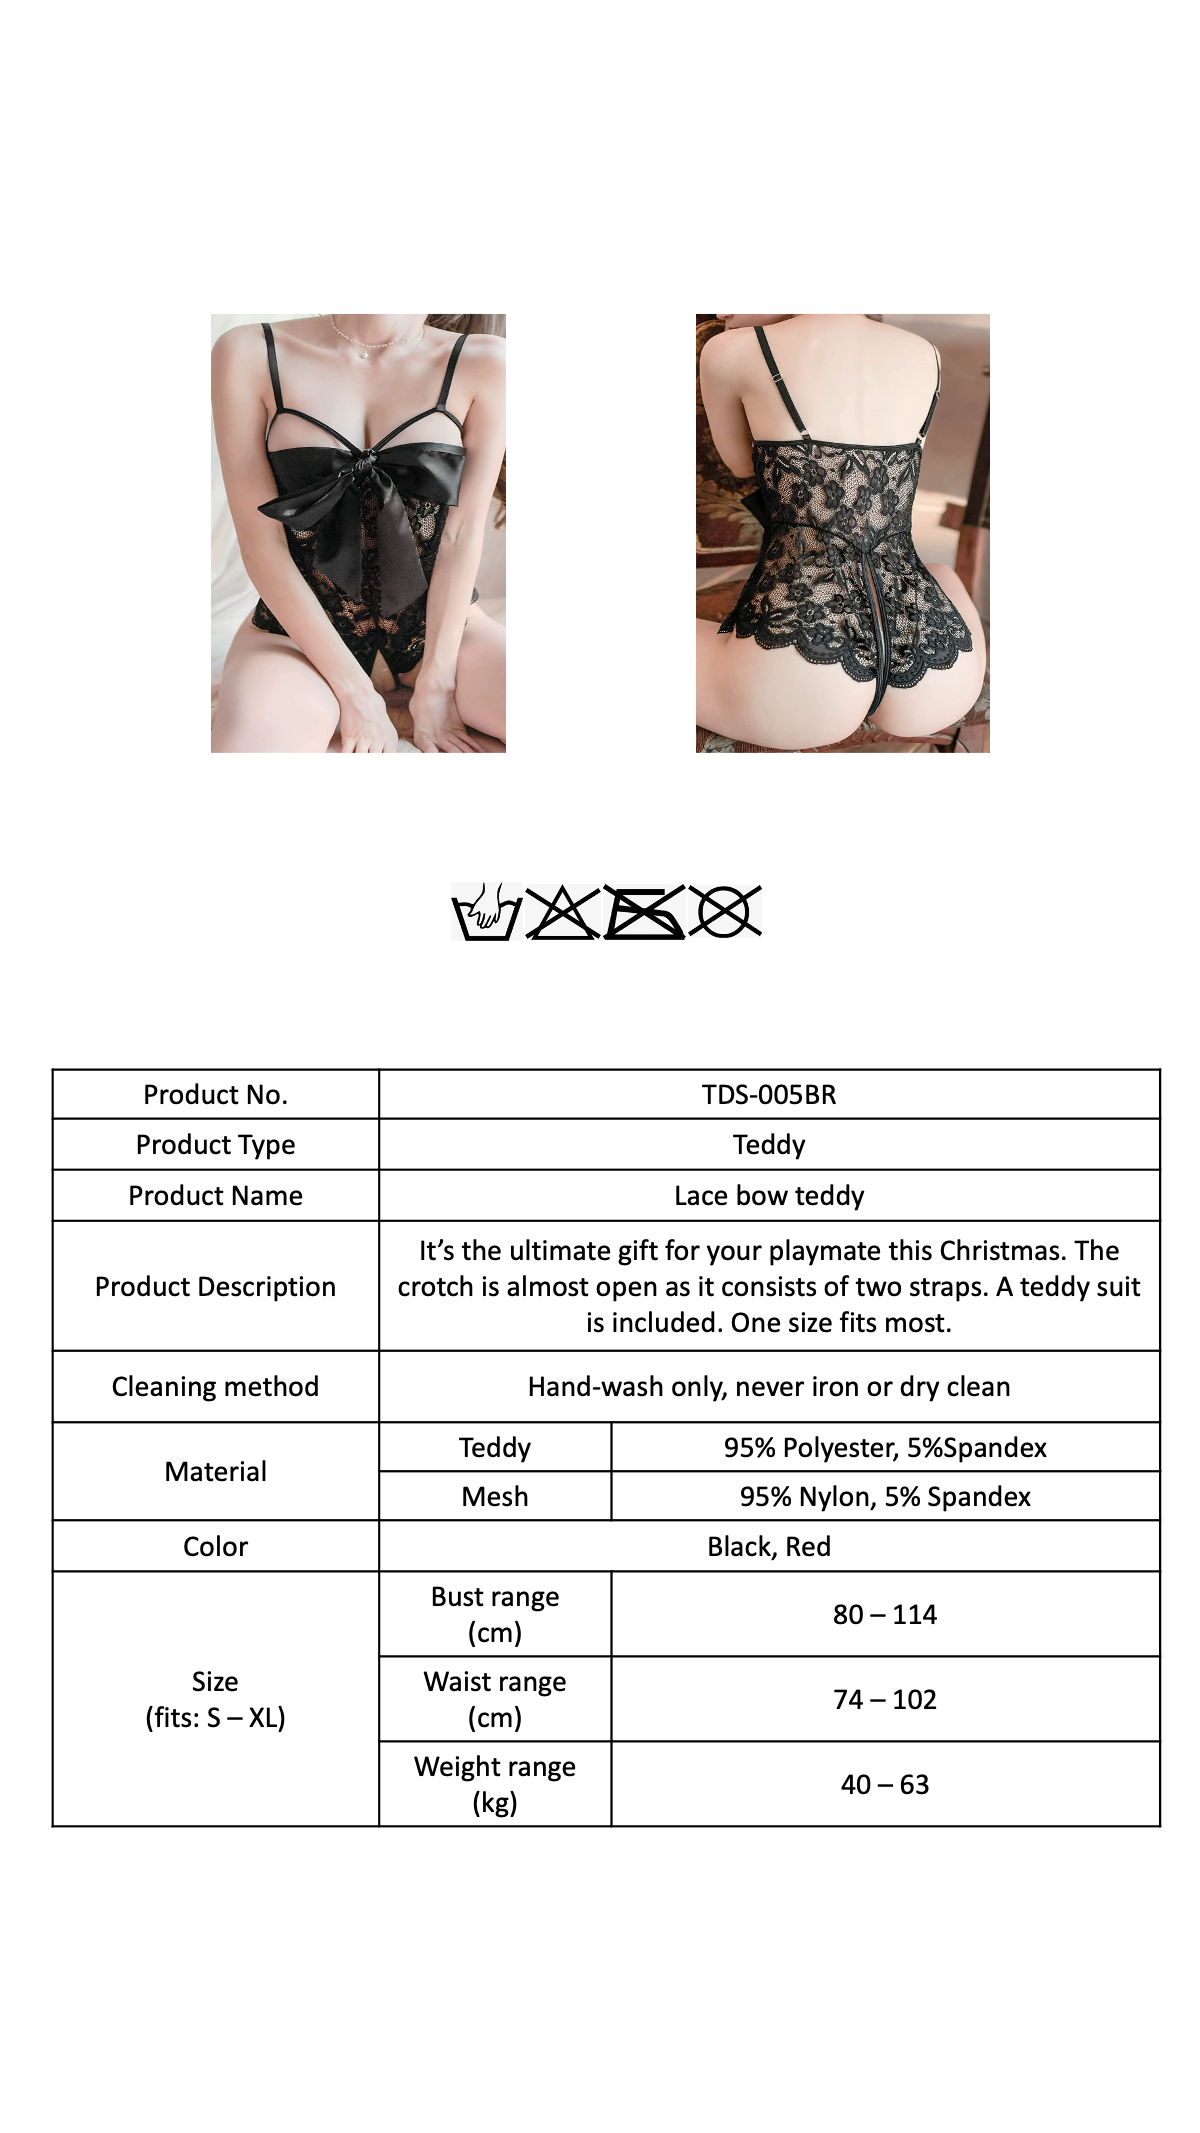 Product No.
TDS-005BR
Product Type
Teddy
Product Name
Lace bow teddy
Product Description
It’s the ultimate gift for your playmate this Christmas. The
crotch is almost open as it consists of two straps. A teddy suit
is included. One size fits most.
Cleaning method
Hand-wash only, never iron or dry clean
Material
Teddy
95% Polyester, 5%Spandex
Mesh
95% Nylon, 5% Spandex
Color
Black, Red
Size
(fits: S – XL)
Bust range
(cm)
80 – 114
Waist range
(cm)
74 – 102
Weight range
(kg)
40 – 63